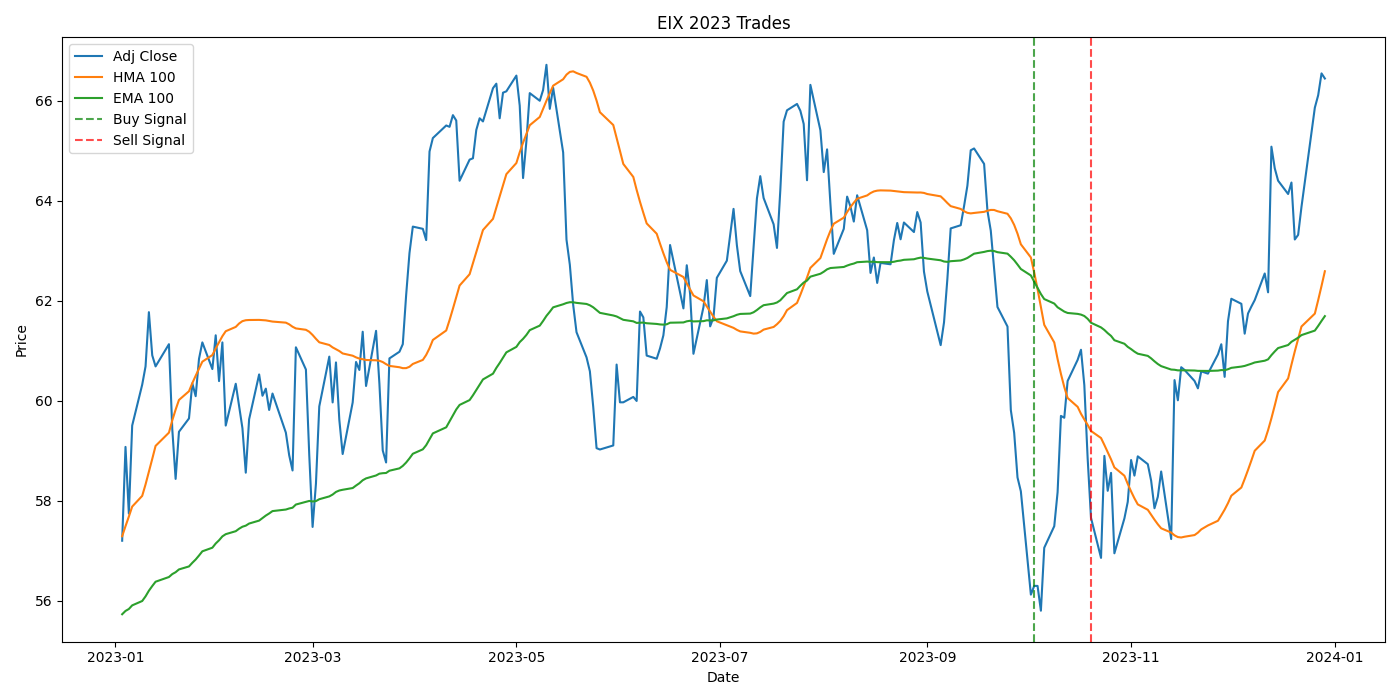 EIX 2023 Trades
Adj Close
HMA 100
EMA 100
Buy Signal
Sell Signal
Price
66
64
62
60
58
56
2023-01 2023-03 2023-05 2023-07 2023-09 2023-11 2024-01
Date